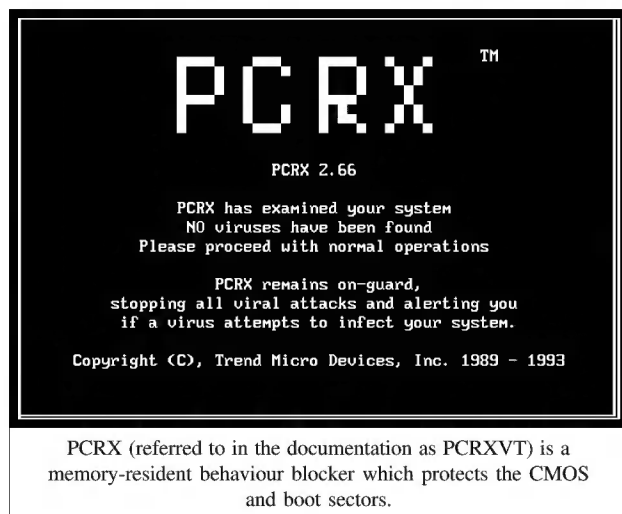 PCRX ™
PCRX 2.66
PCRX has examined your system
NO viruses have been found
Please proceed with normal operations
PCRX remains on-guard,
stopping all viral attacks and alerting you
if a virus attempts to infect your system.
Copyright (C), Trend Micro Devices, Inc. 1989 - 1993
PCRX (referred to in the documentation as PCRXVT) is a
memory-resident behaviour blocker which protects the CMOS
and boot sectors.